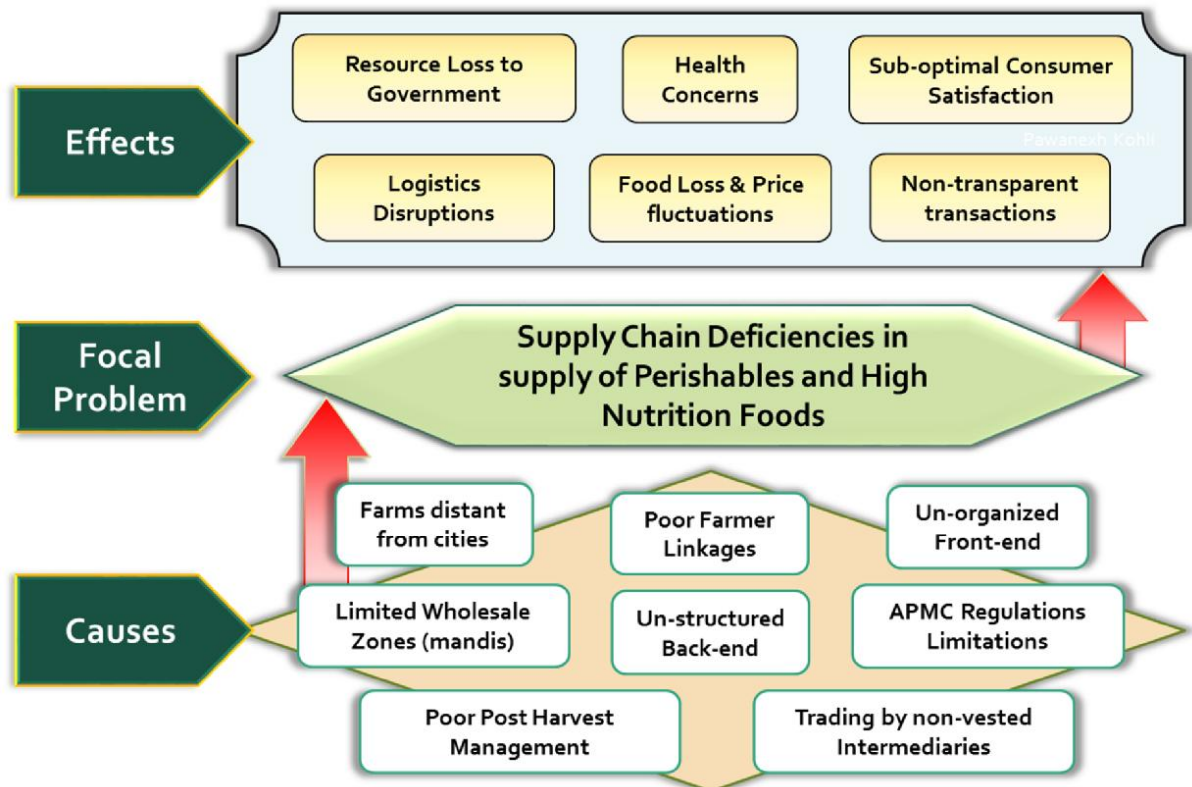 Effects
Resource Loss to
Government
Health
Concerns
Sub-optimal Consumer
Satisfaction
Pawanexh Kohli
Logistics
Disruptions
Food Loss & Price
fluctuations
Non-transparent
transactions
Focal
Problem
Supply Chain Deficiencies in
supply of Perishables and High
Nutrition Foods
Causes
Farms distant
from cities
Poor Farmer
Linkages
Un-organized
Front-end
Limited Wholesale
Zones (mandis)
Un-structured
Back-end
APMC Regulations
Limitations
Poor Post Harvest
Management
Trading by non-vested
Intermediaries